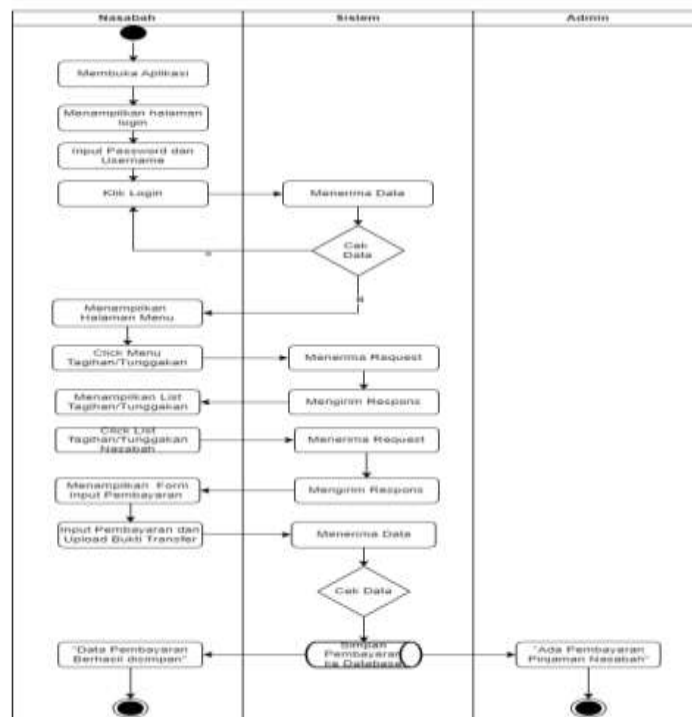 Nasabah
Sistem
Admin
Membuka Aplikasi
Menampilkan halaman
login
Input Password dan
Username
Klik Login
Menerima Data
Cek
Data
Menampilkan
Halaman Menu
Click Menu
Tagihan/Tunggakan
Menerima Request
Menampilkan List
Tagihan/Tunggakan
Mengirim Respons
Click List
Tagihan/Tunggakan
Nasabah
Menerima Request
Menampilkan Form
Input Pembayaran
Mengirim Respons
Input Pembayaran dan
Upload Bukti Transfer
Menerima Data
Cek Data
"Data Pembayaran
Berhasil disimpan"
Simpan
Pembayaran
ke Database
"Ada Pembayaran
Pinjaman Nasabah"